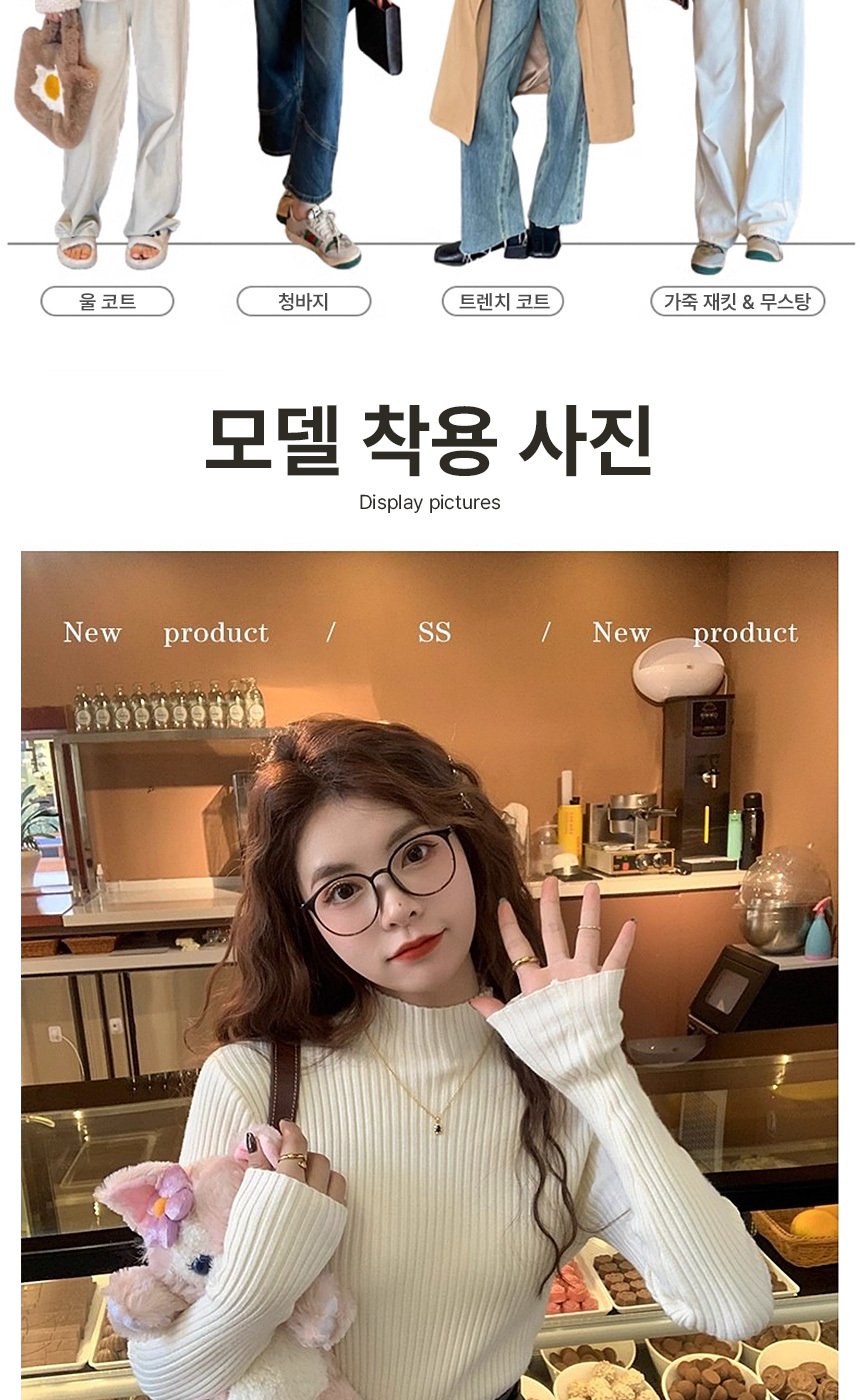 울 코트
청바지
트렌치 코트
가죽 재킷 & 무스탕
모델 착용 사진
Display pictures
New product / SS / New product